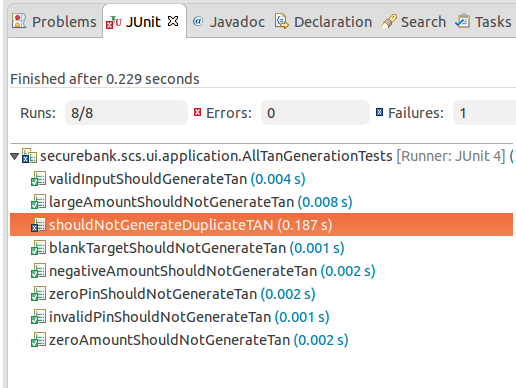 Problems JUnit @ Javadoc Declaration Search Tasks
Finished after 0.229 seconds
Runs: 8/8 Errors: 0 Failures: 1
securebank.scs.ui.application.AllTanGenerationTests [Runner: JUnit 4] (
validInputShouldGenerateTan (0.004 s)
largeAmountShouldNotGenerateTan (0.008 s)
shouldNotGenerateDuplicateTAN (0.187 s)
blankTargetShouldNotGenerateTan (0.001 s)
negativeAmountShouldNotGenerateTan (0.002 s)
zeroPinShouldNotGenerateTan (0.002 s)
invalidPinShouldNotGenerateTan (0.001 s)
zeroAmountShouldNotGenerateTan (0.002 s)